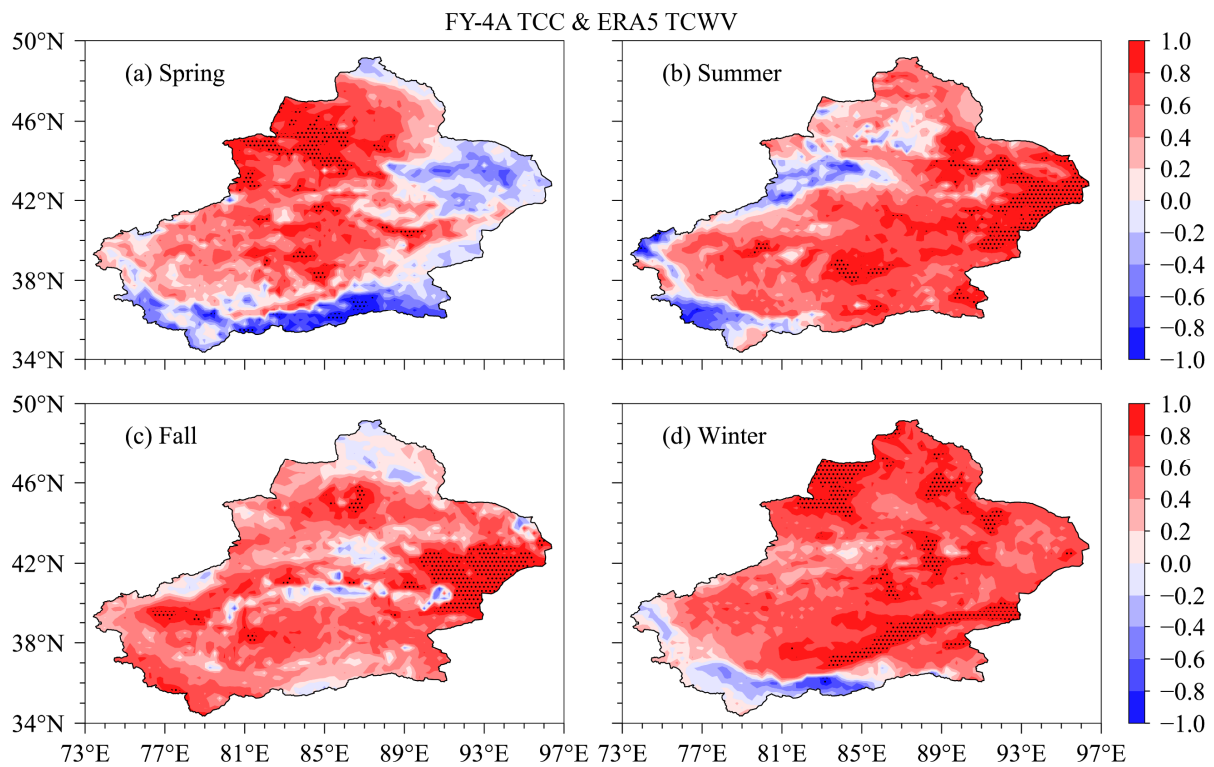 FY-4A TCC & ERA5 TCWV
50°N
46°N
42°N
38°N
34°N
(a) Spring
(b) Summer
1.0
0.8
0.6
0.4
0.2
0.0
−0.2
−0.4
−0.6
−0.8
−1.0
50°N
46°N
42°N
38°N
34°N
(c) Fall
(d) Winter
1.0
0.8
0.6
0.4
0.2
0.0
−0.2
−0.4
−0.6
−0.8
−1.0
73°E 77°E 81°E 85°E 89°E 93°E 97°E
73°E 77°E 81°E 85°E 89°E 93°E 97°E